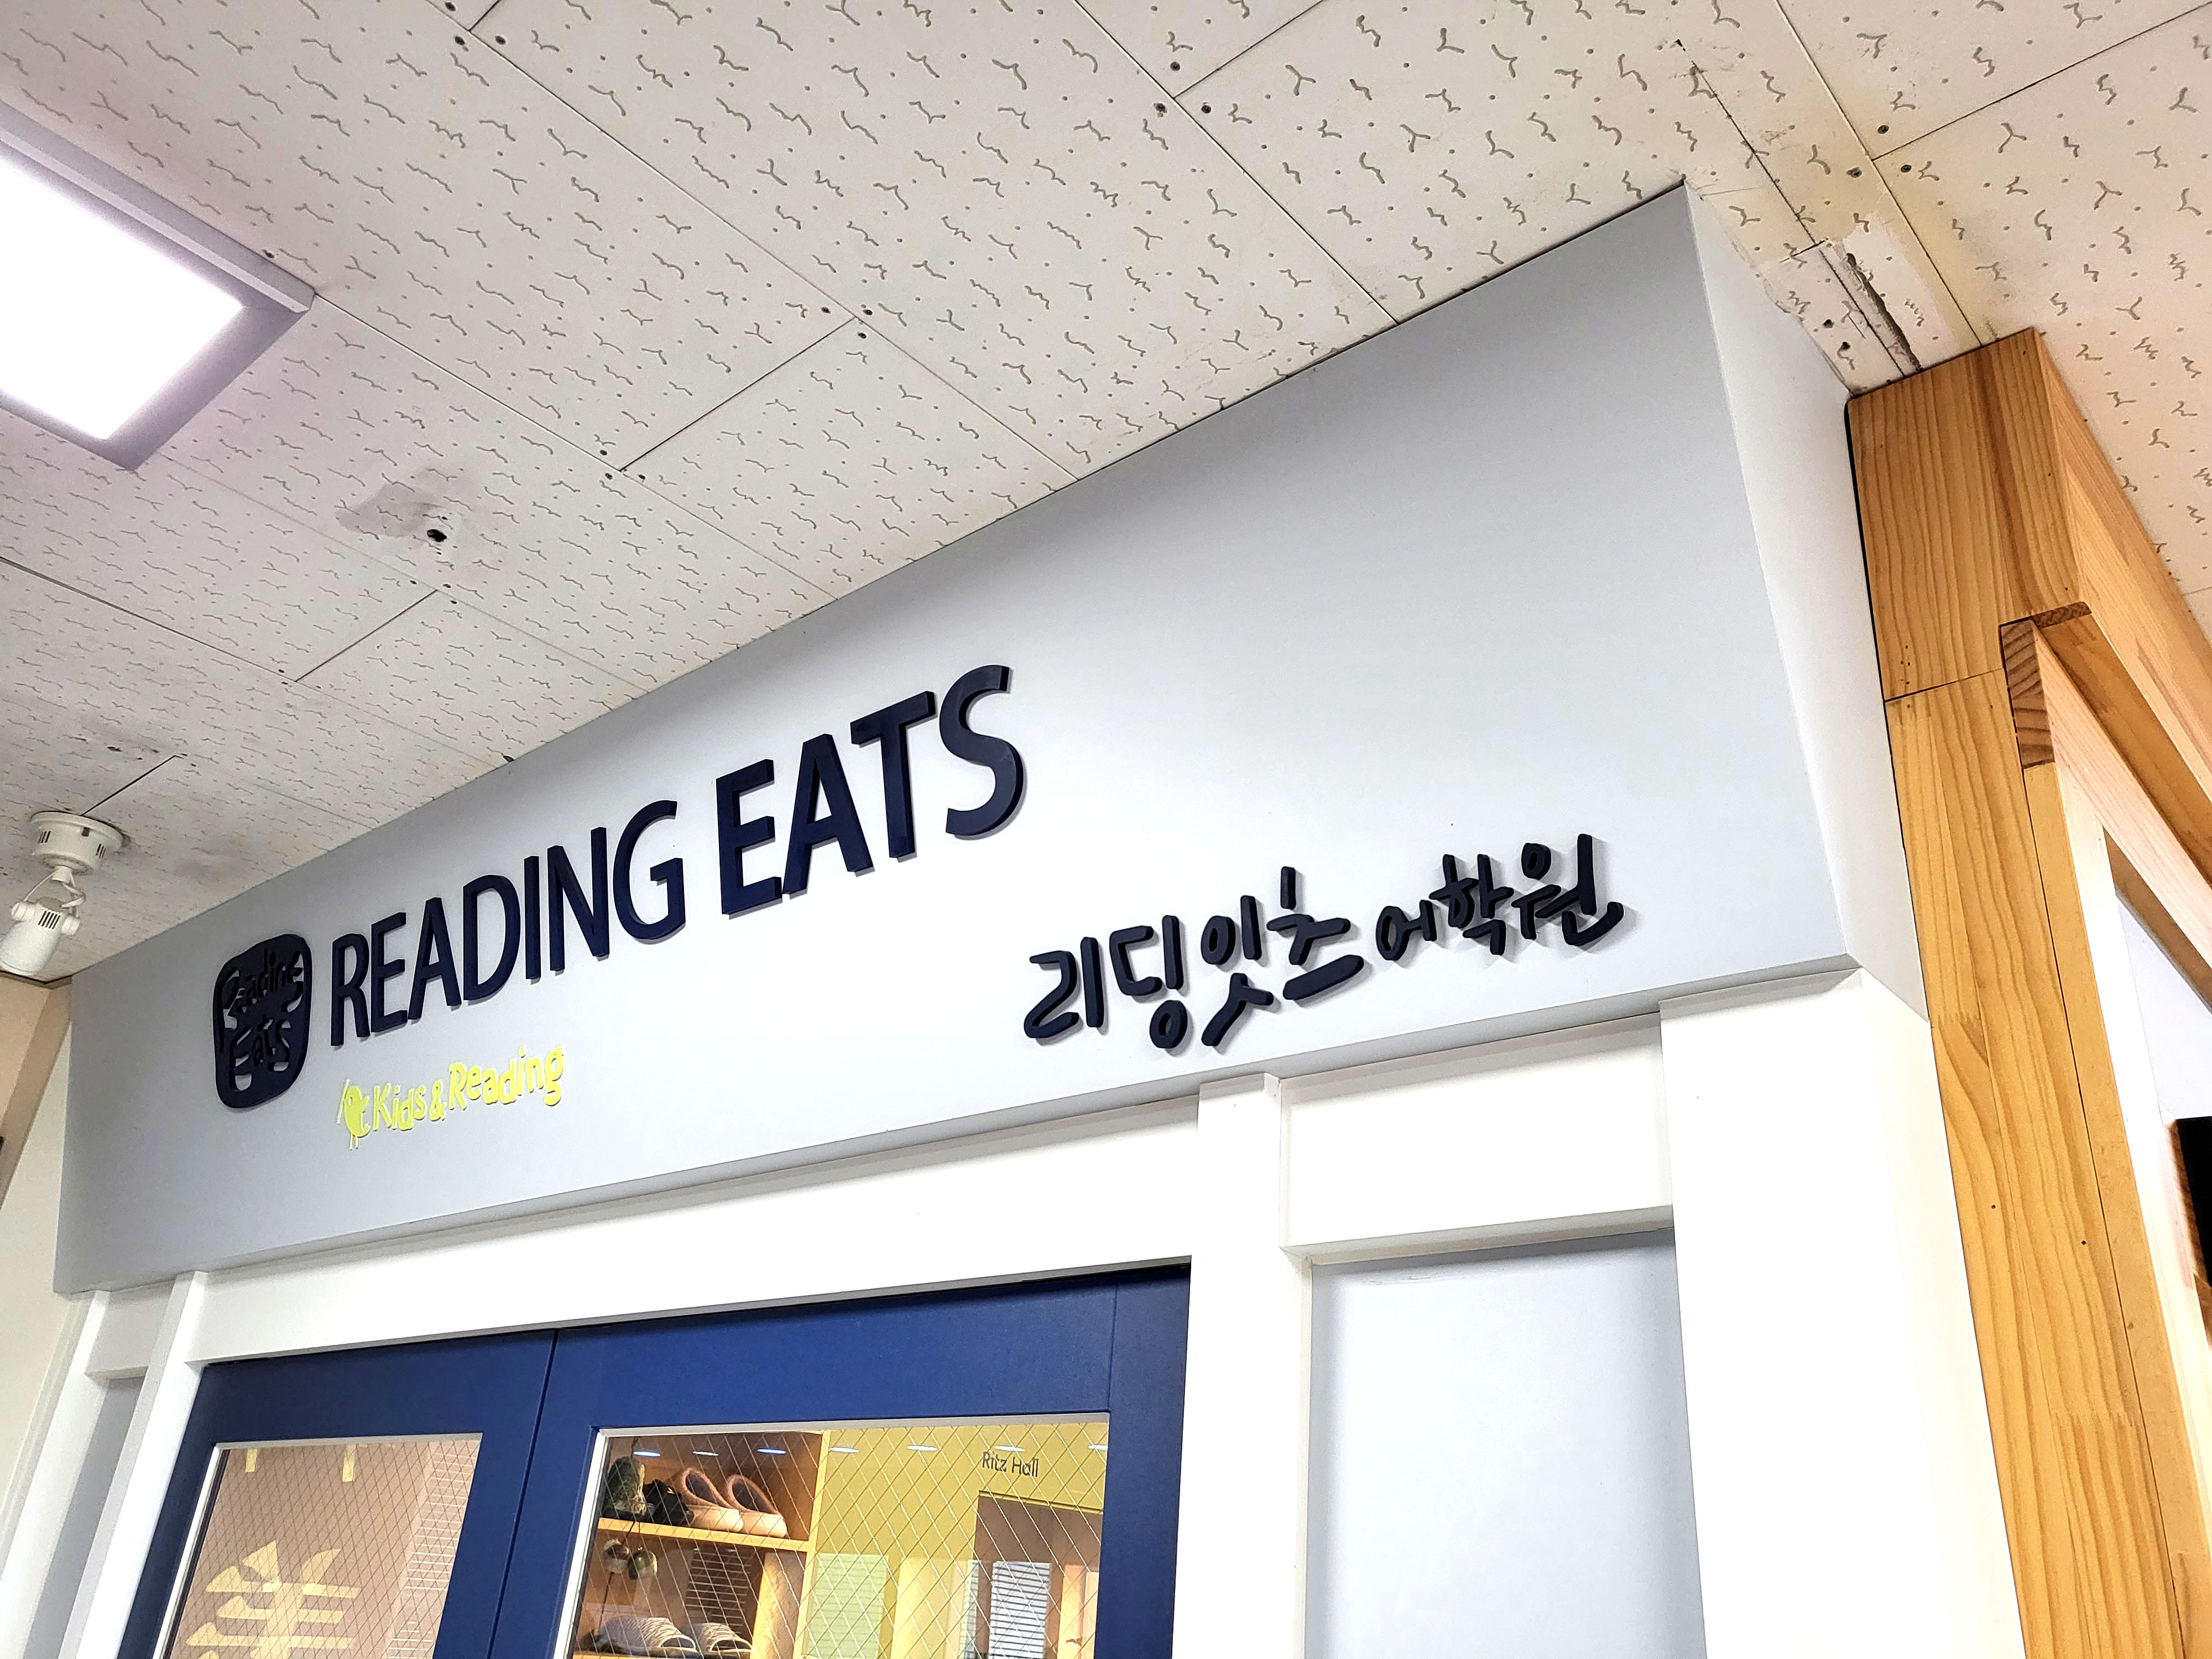 Reading
Eats
READING EATS
Kids & Reading
리딩잇츠 어학원
Ritz Hall